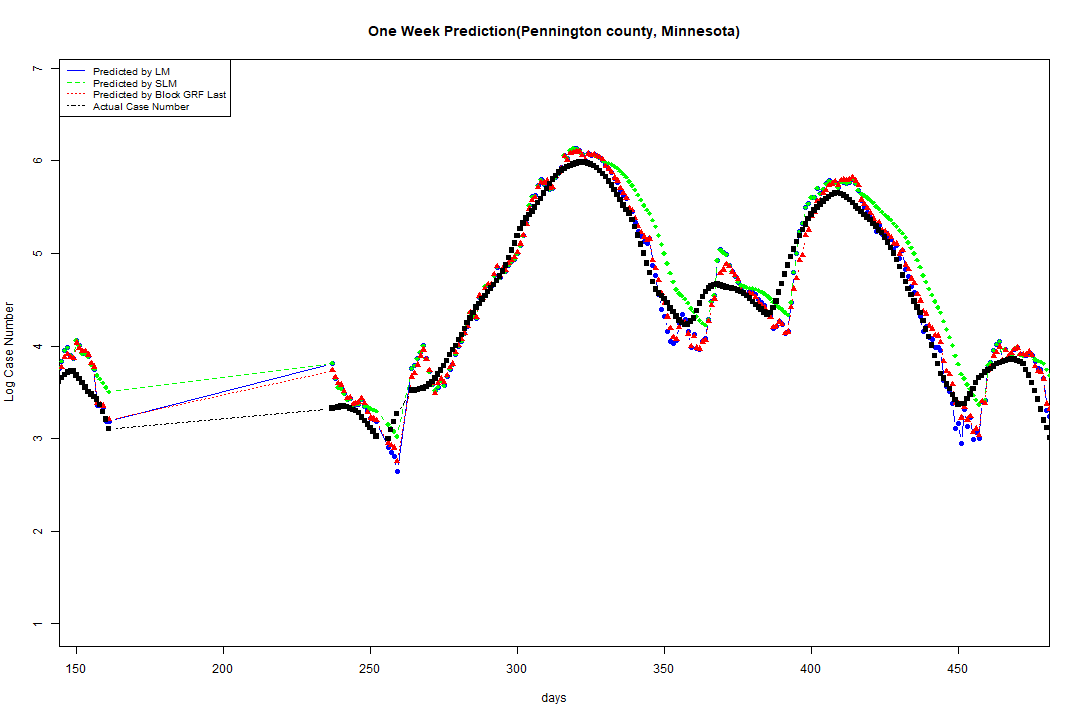 One Week Prediction(Pennington county, Minnesota)
Predicted by LM
Predicted by SLM
Predicted by Block GRF Last
Actual Case Number
7
6
5
4
3
2
1
Log Case Number
150 200 250 300 350 400 450
days